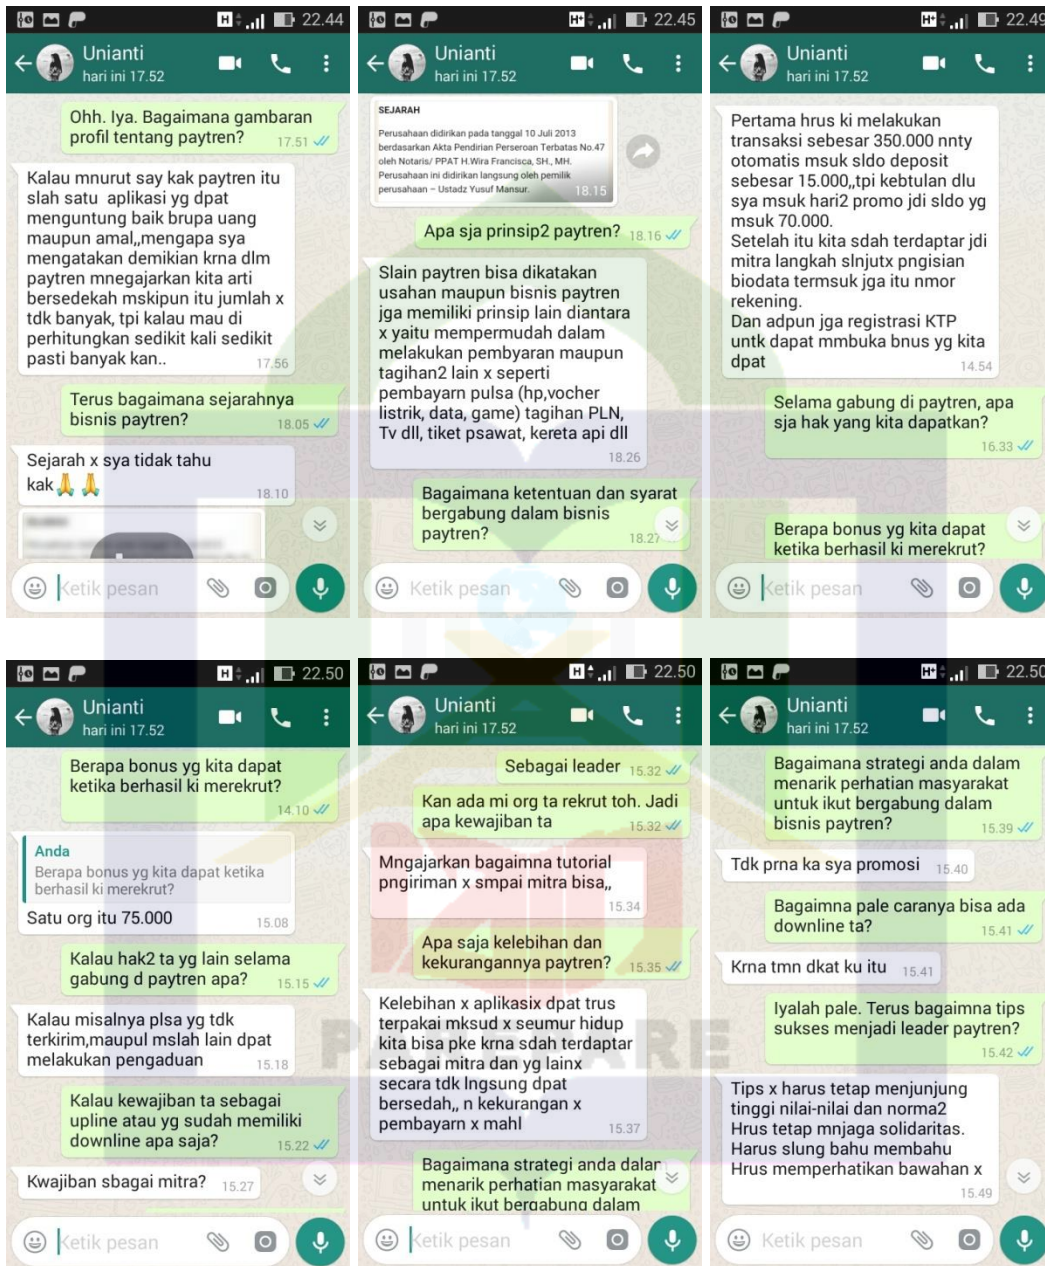 22.44
Unianti
hari ini 17.52
Ohh. Iya. Bagaimana gambaran
profil tentang paytren? 17.51
Kalau mnurut say kak paytren itu
slah satu aplikasi yg dpat
menguntung baik brupa uang
maupun amal,,mengapa sya
mengatakan demikian krna dlm
paytren mnegajarkan kita arti
bersedekah mskipun itu jumlah x
tdk banyak, tpi kalau mau di
perhitungkan sedikit kali sedikit
pasti banyak kan.. 17.56
Terus bagaimana sejarahnya
bisnis paytren? 18.05
Sejarah x sya tidak tahu
kak🙏🙏 18.10
Ketik pesan
22.45
Unianti
hari ini 17.52
SEJARAH
Perusahaan didirikan pada tanggal 10 Juli 2013
berdasarkan Akta Pendirian Perseroan Terbatas No.47
oleh Notaris/ PPAT H.Wira Francisca, SH., MH.
Perusahaan ini didirikan langsung oleh pemilik
perusahaan – Ustadz Yusuf Mansur. 18.15
Apa sja prinsip2 paytren? 18.16
Slain paytren bisa dikatakan
usahan maupun bisnis paytren
jga memiliki prinsip lain diantara
x yaitu mempermudah dalam
melakukan pembyaran maupun
tagihan2 lain x seperti
pembayarn pulsa (hp,vocher
listrik, data, game) tagihan PLN,
Tv dll, tiket psawat, kereta api dll
18.26
Bagaimana ketentuan dan syarat
bergabung dalam bisnis
paytren? 18.27
Ketik pesan
22.49
Unianti
hari ini 17.52
Pertama hrus ki melakukan
transaksi sebesar 350.000 nnty
otomatis msuk sldo deposit
sebesar 15.000,,tpi kebtulan dlu
sya msuk hari2 promo jdi sldo yg
msuk 70.000.
Setelah itu kita sdah terdaptar jdi
mitra langkah slnjutx pngisian
biodata termsuk jga itu nmor
rekening.
Dan adpun jga registrasi KTP
untk dapat mmbuka bnus yg kita
dpat 14.54
Selama gabung di paytren, apa
sja hak yang kita dapatkan?
16.33
Berapa bonus yg kita dapat
ketika berhasil ki merekrut?
Ketik pesan
22.50
Unianti
hari ini 17.52
Berapa bonus yg kita dapat
ketika berhasil ki merekrut?
14.10
Anda
Berapa bonus yg kita dapat ketika
berhasil ki merekrut?
Satu org itu 75.000 15.08
Kalau hak2 ta yg lain selama
gabung d paytren apa? 15.15
Kalau misalnya plsa yg tdk
terkirim,maupul mslah lain dpat
melakukan pengaduan 15.18
Kalau kewajiban ta sebagai
upline atau yg sudah memiliki
downline apa saja? 15.22
Kwajiban sbagai mitra? 15.27
Ketik pesan
22.50
Unianti
hari ini 17.52
Sebagai leader 15.32
Kan ada mi org ta rekrut toh. Jadi
apa kewajiban ta 15.32
Mngajarkan bagaimna tutorial
pngiriman x smpai mitra bisa,,
15.34
Apa saja kelebihan dan
kekurangannya paytren? 15.35
Kelebihan x aplikasix dpat trus
terpakai mksud x seumur hidup
kita bisa pke krna sdah terdaptar
sebagai mitra dan yg lainx
secara tdk lngsung dpat
bersedah,, n kekurangan x
pembayarn x mahl 15.37
Bagaimana strategi anda dalam
menarik perhatian masyarakat
untuk ikut bergabung dalam
Ketik pesan
22.50
Unianti
hari ini 17.52
Bagaimana strategi anda dalam
menarik perhatian masyarakat
untuk ikut bergabung dalam
bisnis paytren? 15.39
Tdk prna ka sya promosi 15.40
Bagaimna pale caranya bisa ada
downline ta? 15.41
Krna tmn dkat ku itu 15.41
Iyalah pale. Terus bagaimna tips
sukses menjadi leader paytren?
15.42
Tips x harus tetap menjunjung
tinggi nilai-nilai dan norma2
Hrus tetap mnjaga solidaritas.
Harus slung bahu membahu
Hrus memperhatikan bawahan x
15.49
Ketik pesan
PAREPARE